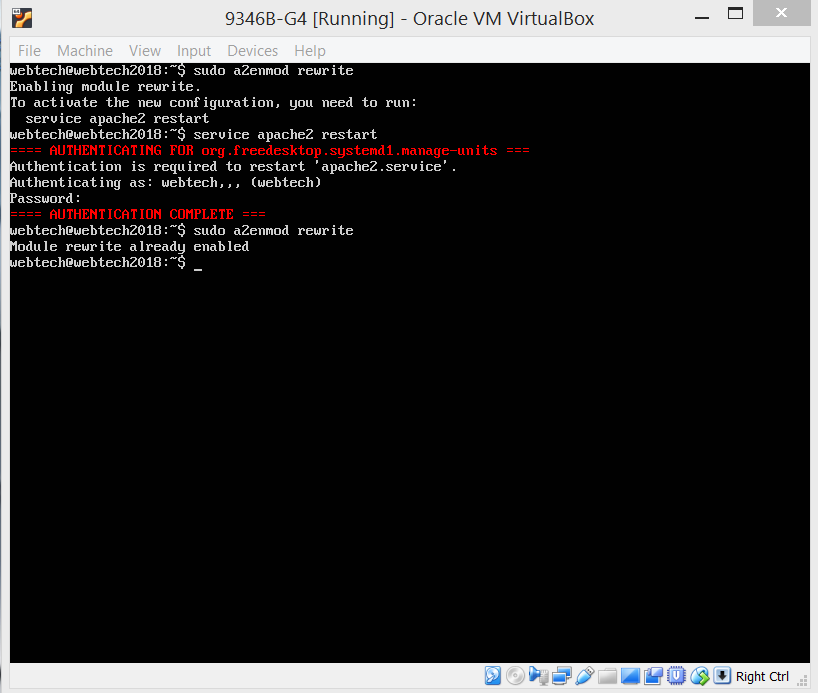 9346B-G4 [Running] - Oracle VM VirtualBox
File Machine View Input Devices Help
webtech@webtech2018:~$ sudo a2enmod rewrite
Enabling module rewrite.
To activate the new configuration, you need to run:
  service apache2 restart
webtech@webtech2018:~$ service apache2 restart
==== AUTHENTICATING FOR org.freedesktop.systemd1.manage-units ===
Authentication is required to restart 'apache2.service'.
Authenticating as: webtech,,, (webtech)
Password:
==== AUTHENTICATION COMPLETE ===
webtech@webtech2018:~$ sudo a2enmod rewrite
Module rewrite already enabled
webtech@webtech2018:~$ _
Right Ctrl